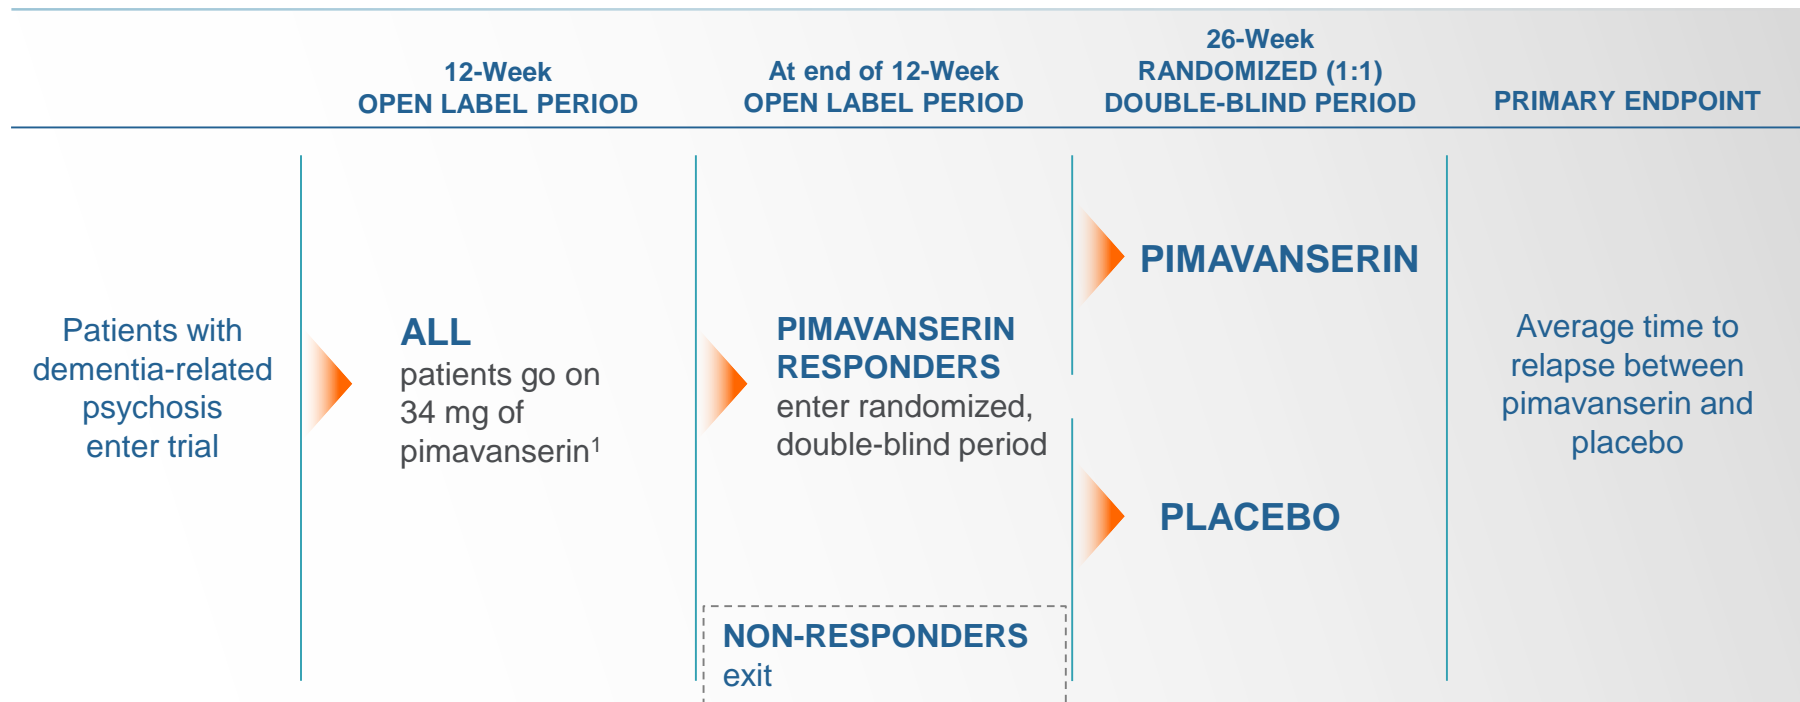 12-Week
OPEN LABEL PERIOD
At end of 12-Week
OPEN LABEL PERIOD
26-Week
RANDOMIZED (1:1)
DOUBLE-BLIND PERIOD
PRIMARY ENDPOINT
Patients with
dementia-related
psychosis
enter trial
ALL
patients go on
34 mg of
pimavanserin¹
PIMAVANSERIN
RESPONDERS
enter randomized,
double-blind period
NON-RESPONDERS
exit
PIMAVANSERIN
PLACEBO
Average time to
relapse between
pimavanserin and
placebo